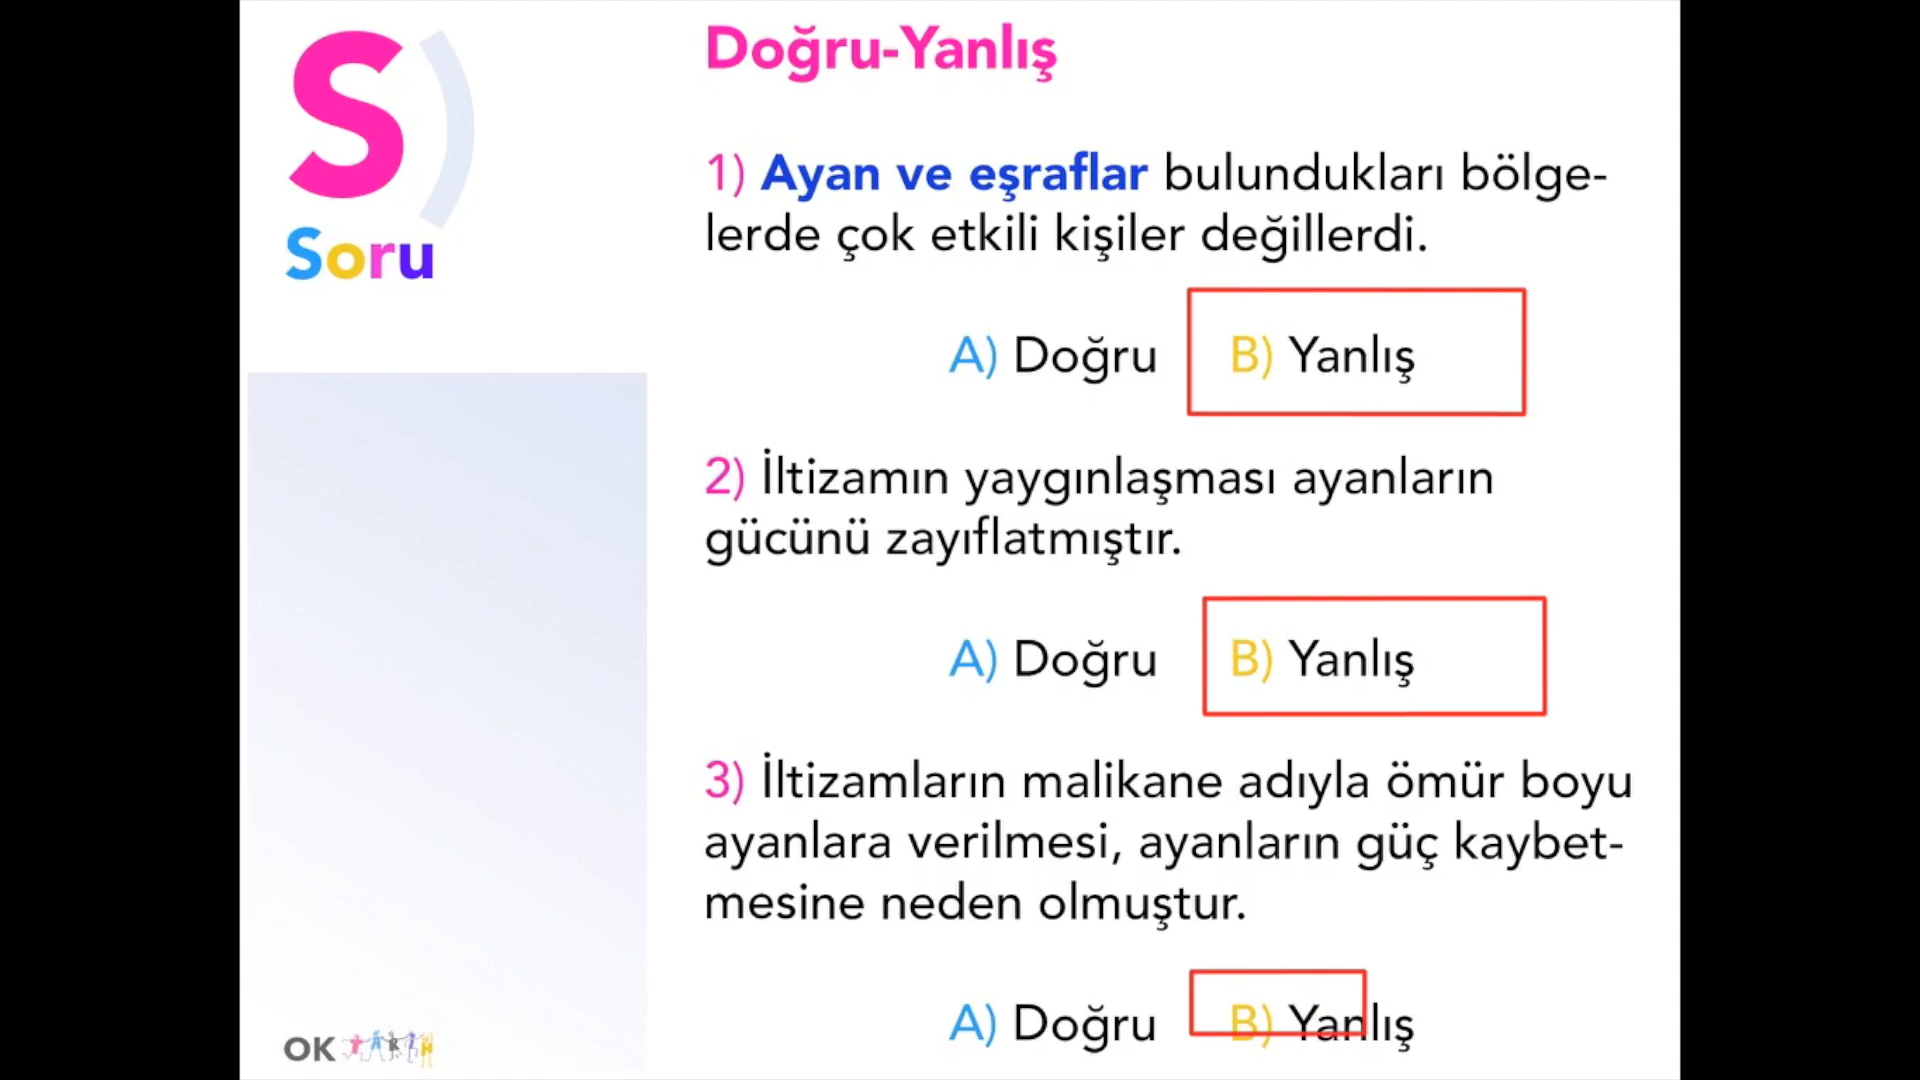 S)
Soru
Doğru-Yanlış
1) Ayan ve eşraflar bulundukları bölge-
lerde çok etkili kişiler değillerdi.
A) Doğru B) Yanlış
2) İltizamın yaygınlaşması ayanların
gücünü zayıflatmıştır.
A) Doğru B) Yanlış
3) İltizamların malikane adıyla ömür boyu
ayanlara verilmesi, ayanların güç kaybet-
mesine neden olmuştur.
A) Doğru B) Yanlış
OK TARİH